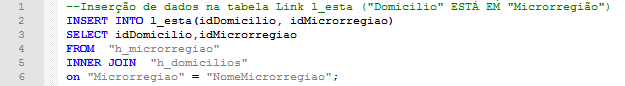 1 --Inserção de dados na tabela Link l_esta ("Domicilio" ESTÀ EM "Microrregião")
2 INSERT INTO l_esta(idDomicilio, idMicrorregiao)
3 SELECT idDomicilio,idMicrorregiao
4 FROM "h_microrregiao"
5 INNER JOIN "h_domicilios"
6 on "Microrregiao" = "NomeMicrorregiao";